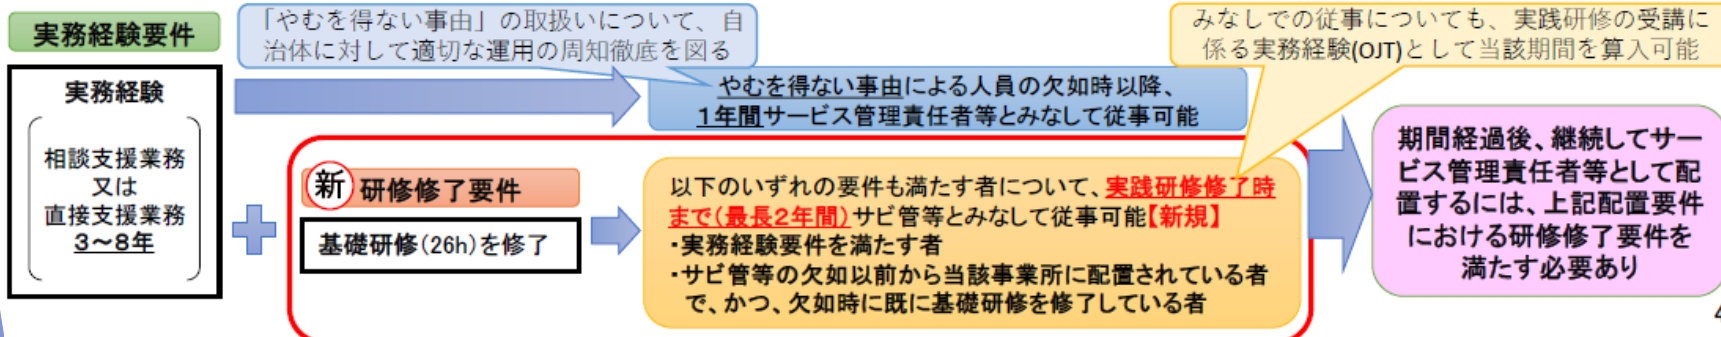 「やむを得ない事由」の取扱いについて、自
治体に対して適切な運用の周知徹底を図る
みなしでの従事についても、実践研修の受講に
係る実務経験(OJT)として当該期間を算入可能
実務経験要件
実務経験
相談支援業務
又は
直接支援業務
3～8年
やむを得ない事由による人員の欠如時以降、
1年間サービス管理責任者等とみなして従事可能
新 研修修了要件
基礎研修(26h)を修了
以下のいずれの要件も満たす者について、実践研修修了時
まで(最長2年間)サビ管等とみなして従事可能【新規】
・実務経験要件を満たす者
・サビ管等の欠如以前から当該事業所に配置されている者
で、かつ、欠如時に既に基礎研修を修了している者
期間経過後、継続してサー
ビス管理責任者等として配
置するには、上記配置要件
における研修修了要件を
満たす必要あり